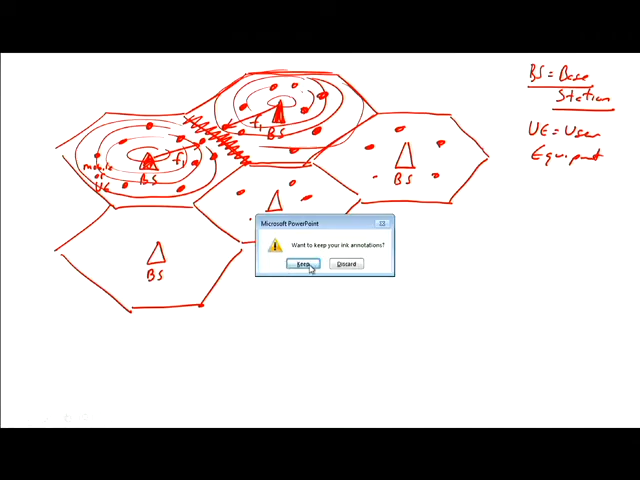 BS = Base
Station
UE = User
Equipment
f1
BS
f1
BS
mobile
or
UE
BS
BS
Microsoft PowerPoint
Want to keep your ink annotations?
Keep
Discard